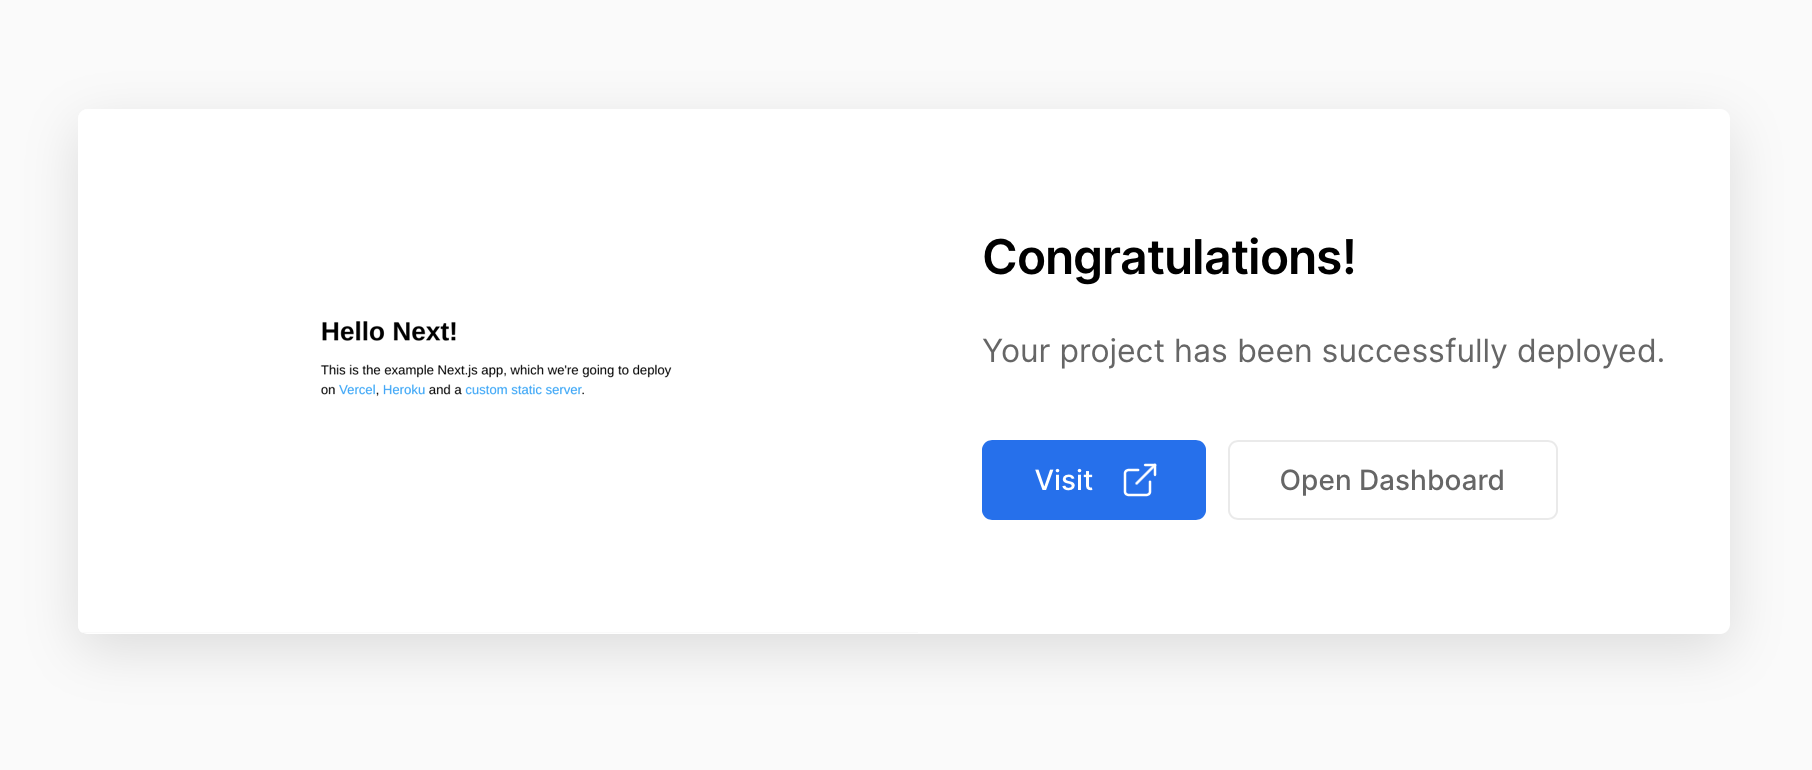 Hello Next!
This is the example Next.js app, which we're going to deploy
on Vercel, Heroku and a custom static server.
Congratulations!
Your project has been successfully deployed.
Visit
Open Dashboard